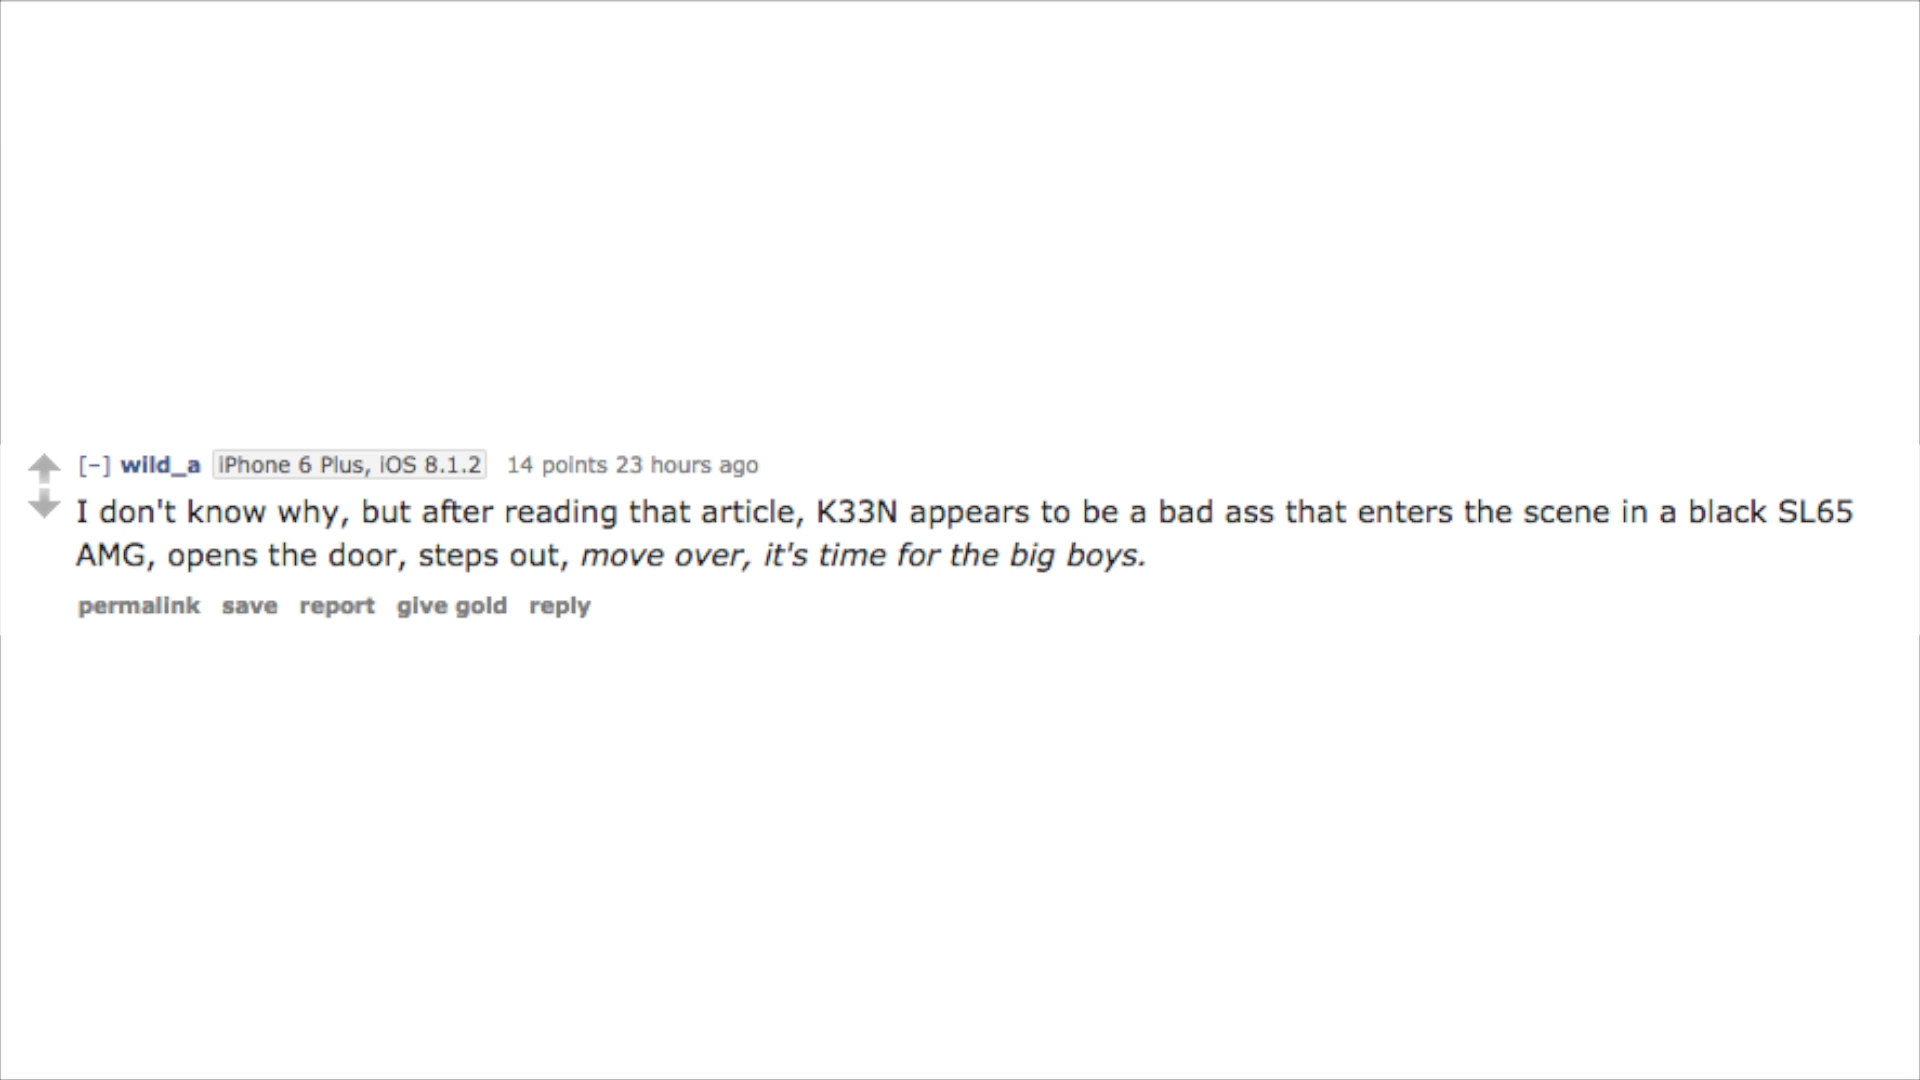 [–] wild_a iPhone 6 Plus, iOS 8.1.2 14 points 23 hours ago
I don't know why, but after reading that article, K33N appears to be a bad ass that enters the scene in a black SL65
AMG, opens the door, steps out, move over, it's time for the big boys.
permalink save report give gold reply